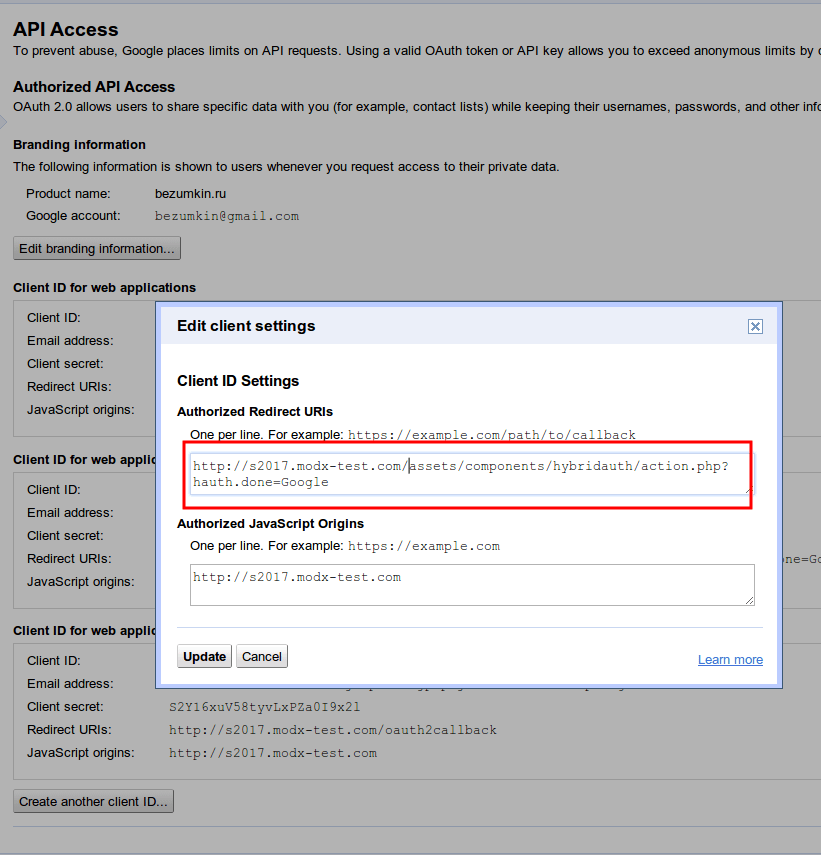 API Access
To prevent abuse, Google places limits on API requests. Using a valid OAuth token or API key allows you to exceed anonymous limits by
Authorized API Access
OAuth 2.0 allows users to share specific data with you (for example, contact lists) while keeping their usernames, passwords, and other
Branding information
The following information is shown to users whenever you request access to their private data.
Product name: bezumkin.ru
Google account: bezumkin@gmail.com
Edit branding information...
Client ID for web applications
Client ID:
Email address:
Client secret:
Redirect URIs:
JavaScript origins:
Edit client settings
Client ID Settings
Authorized Redirect URIs
One per line. For example: https://example.com/path/to/callback
http://s2017.modx-test.com/assets/components/hybridauth/action.php?
hauth.done=Google
Authorized JavaScript Origins
One per line. For example: https://example.com
http://s2017.modx-test.com
Update Cancel Learn more
Client ID for web
Client ID:
Email address:
Client secret:
Redirect URIs:
JavaScript origins:
Client ID for web
Client ID:
Email address:
Client secret: S2Y16xuV58tyvLxPZa0I9x2l
Redirect URIs: http://s2017.modx-test.com/oauth2callback
JavaScript origins: http://s2017.modx-test.com
Create another client ID...